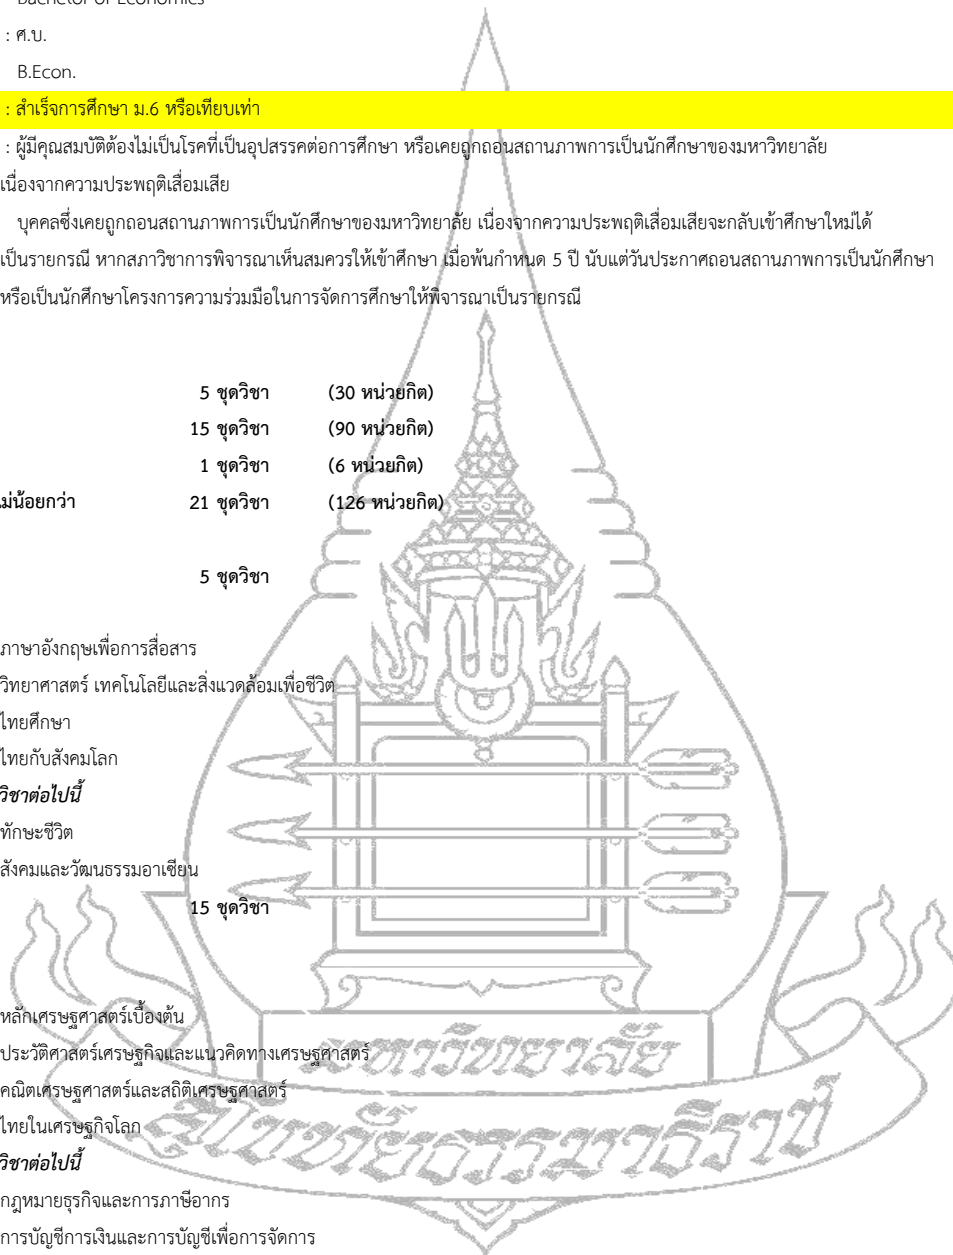 Bachelor of Economics
: ศ.บ.
B.Econ.
: สำเร็จการศึกษา ม.6 หรือเทียบเท่า
: ผู้มีคุณสมบัติต้องไม่เป็นโรคที่เป็นอุปสรรคต่อการศึกษา หรือเคยถูกถอนสถานภาพการเป็นนักศึกษาของมหาวิทยาลัย
เนื่องจากความประพฤติเสื่อมเสีย
บุคคลซึ่งเคยถูกถอนสถานภาพการเป็นนักศึกษาของมหาวิทยาลัย เนื่องจากความประพฤติเสื่อมเสียจะกลับเข้าศึกษาใหม่ได้
เป็นรายกรณี หากสภาวิชาการพิจารณาเห็นสมควรให้เข้าศึกษา เมื่อพ้นกำหนด 5 ปี นับแต่วันประกาศถอนสถานภาพการเป็นนักศึกษา
หรือเป็นนักศึกษาโครงการความร่วมมือในการจัดการศึกษาให้พิจารณาเป็นรายกรณี
5 ชุดวิชา (30 หน่วยกิต)
15 ชุดวิชา (90 หน่วยกิต)
1 ชุดวิชา (6 หน่วยกิต)
ไม่น้อยกว่า 21 ชุดวิชา (126 หน่วยกิต)
5 ชุดวิชา
ภาษาอังกฤษเพื่อการสื่อสาร
วิทยาศาสตร์ เทคโนโลยีและสิ่งแวดล้อมเพื่อชีวิต
ไทยศึกษา
ไทยกับสังคมโลก
วิชาต่อไปนี้
ทักษะชีวิต
สังคมและวัฒนธรรมอาเซียน
15 ชุดวิชา
หลักเศรษฐศาสตร์เบื้องต้น
ประวัติศาสตร์เศรษฐกิจและแนวคิดทางเศรษฐศาสตร์
คณิตเศรษฐศาสตร์และสถิติเศรษฐศาสตร์
ไทยในเศรษฐกิจโลก
วิชาต่อไปนี้
กฎหมายธุรกิจและการภาษีอากร
การบัญชีการเงินและการบัญชีเพื่อการจัดการ
มหาวิทยาลัย
สุโขทัยธรรมาธิราช